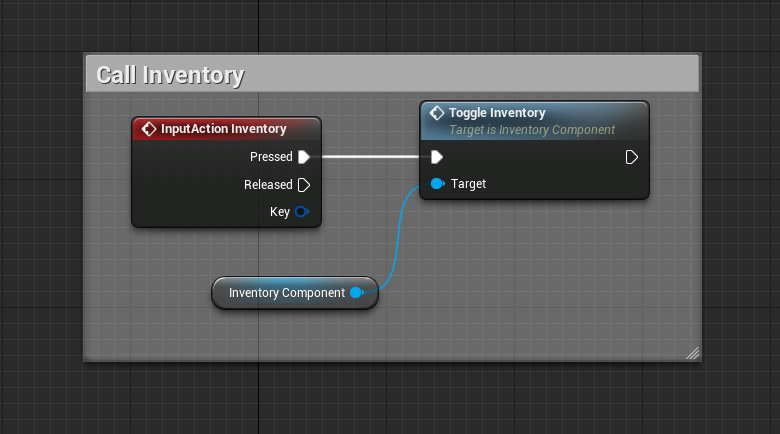 Call Inventory
InputAction Inventory
Pressed
Released
Key
Toggle Inventory
Target is Inventory Component
Target
Inventory Component